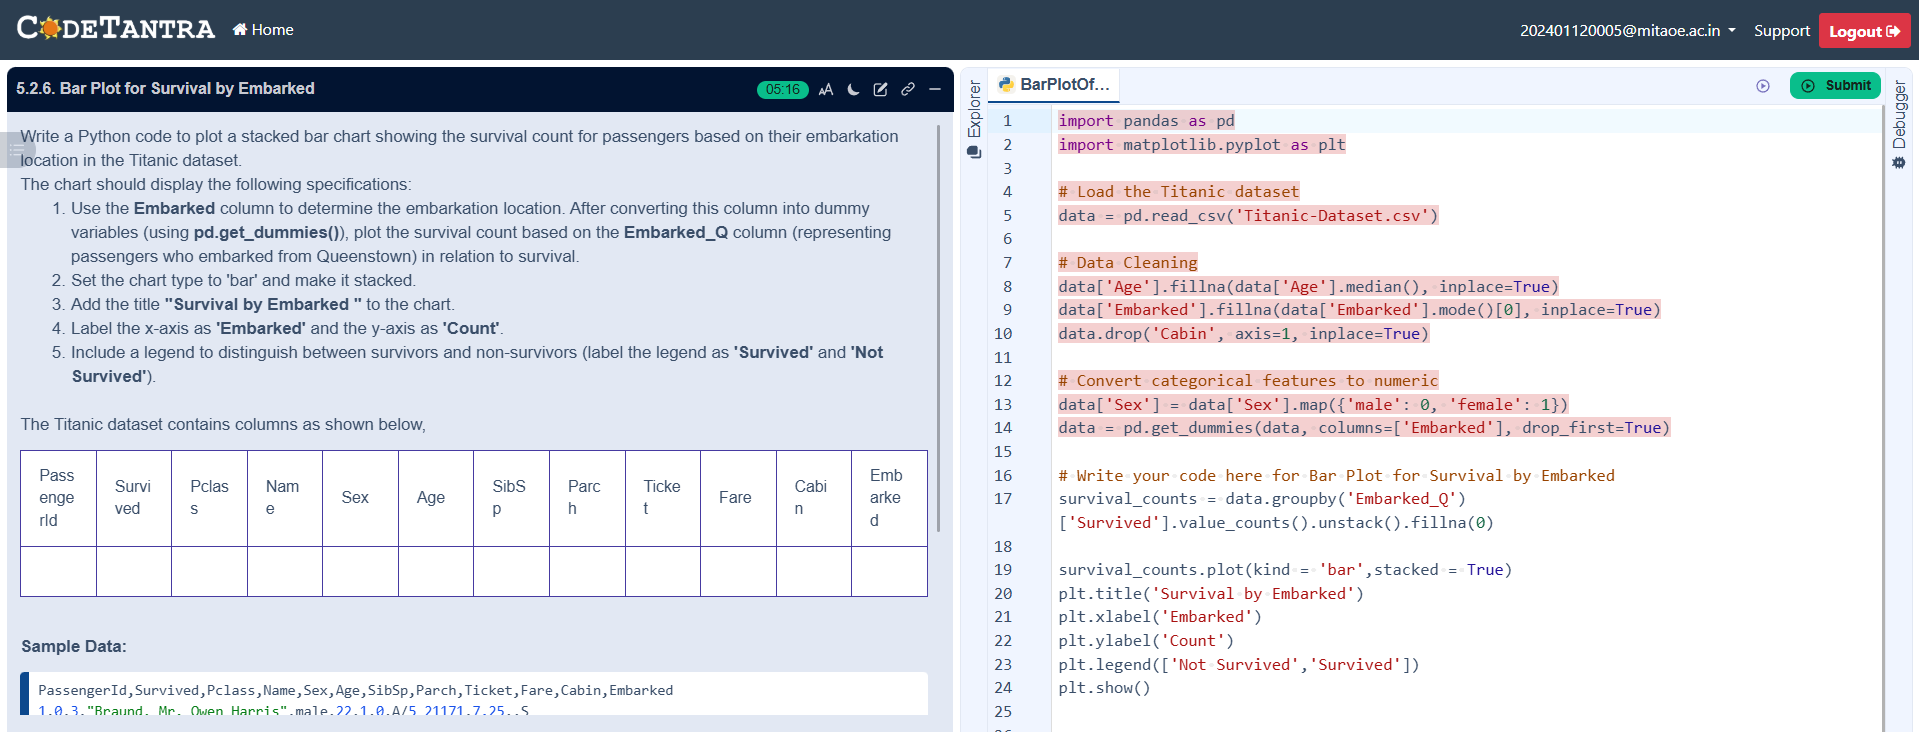 CODETANTRA Home
202401120005@mitaoe.ac.in Support Logout
5.2.6. Bar Plot for Survival by Embarked
05:16
Write a Python code to plot a stacked bar chart showing the survival count for passengers based on their embarkation
location in the Titanic dataset.
The chart should display the following specifications:
1. Use the Embarked column to determine the embarkation location. After converting this column into dummy
variables (using pd.get_dummies()), plot the survival count based on the Embarked_Q column (representing
passengers who embarked from Queenstown) in relation to survival.
2. Set the chart type to 'bar' and make it stacked.
3. Add the title "Survival by Embarked " to the chart.
4. Label the x-axis as 'Embarked' and the y-axis as 'Count'.
5. Include a legend to distinguish between survivors and non-survivors (label the legend as 'Survived' and 'Not
Survived').
The Titanic dataset contains columns as shown below,
Pass
enge
rId
Survi
ved
Pclas
s
Nam
e
Sex
Age
SibS
p
Parc
h
Ticke
t
Fare
Cabi
n
Emb
arke
d
Sample Data:
PassengerId,Survived,Pclass,Name,Sex,Age,SibSp,Parch,Ticket,Fare,Cabin,Embarked
1,0,3,"Braund, Mr. Owen Harris",male,22,1,0,A/5 21171,7.25,,S
Explorer
BarPlotOf...
Submit
Debugger
1 import pandas as pd
2 import matplotlib.pyplot as plt
3
4 # Load the Titanic dataset
5 data = pd.read_csv('Titanic-Dataset.csv')
6
7 # Data Cleaning
8 data['Age'].fillna(data['Age'].median(), inplace=True)
9 data['Embarked'].fillna(data['Embarked'].mode()[0], inplace=True)
10 data.drop('Cabin', axis=1, inplace=True)
11
12 # Convert categorical features to numeric
13 data['Sex'] = data['Sex'].map({'male': 0, 'female': 1})
14 data = pd.get_dummies(data, columns=['Embarked'], drop_first=True)
15
16 # Write your code here for Bar Plot for Survival by Embarked
17 survival_counts = data.groupby('Embarked_Q')
['Survived'].value_counts().unstack().fillna(0)
18
19 survival_counts.plot(kind = 'bar',stacked = True)
20 plt.title('Survival by Embarked')
21 plt.xlabel('Embarked')
22 plt.ylabel('Count')
23 plt.legend(['Not Survived','Survived'])
24 plt.show()
25